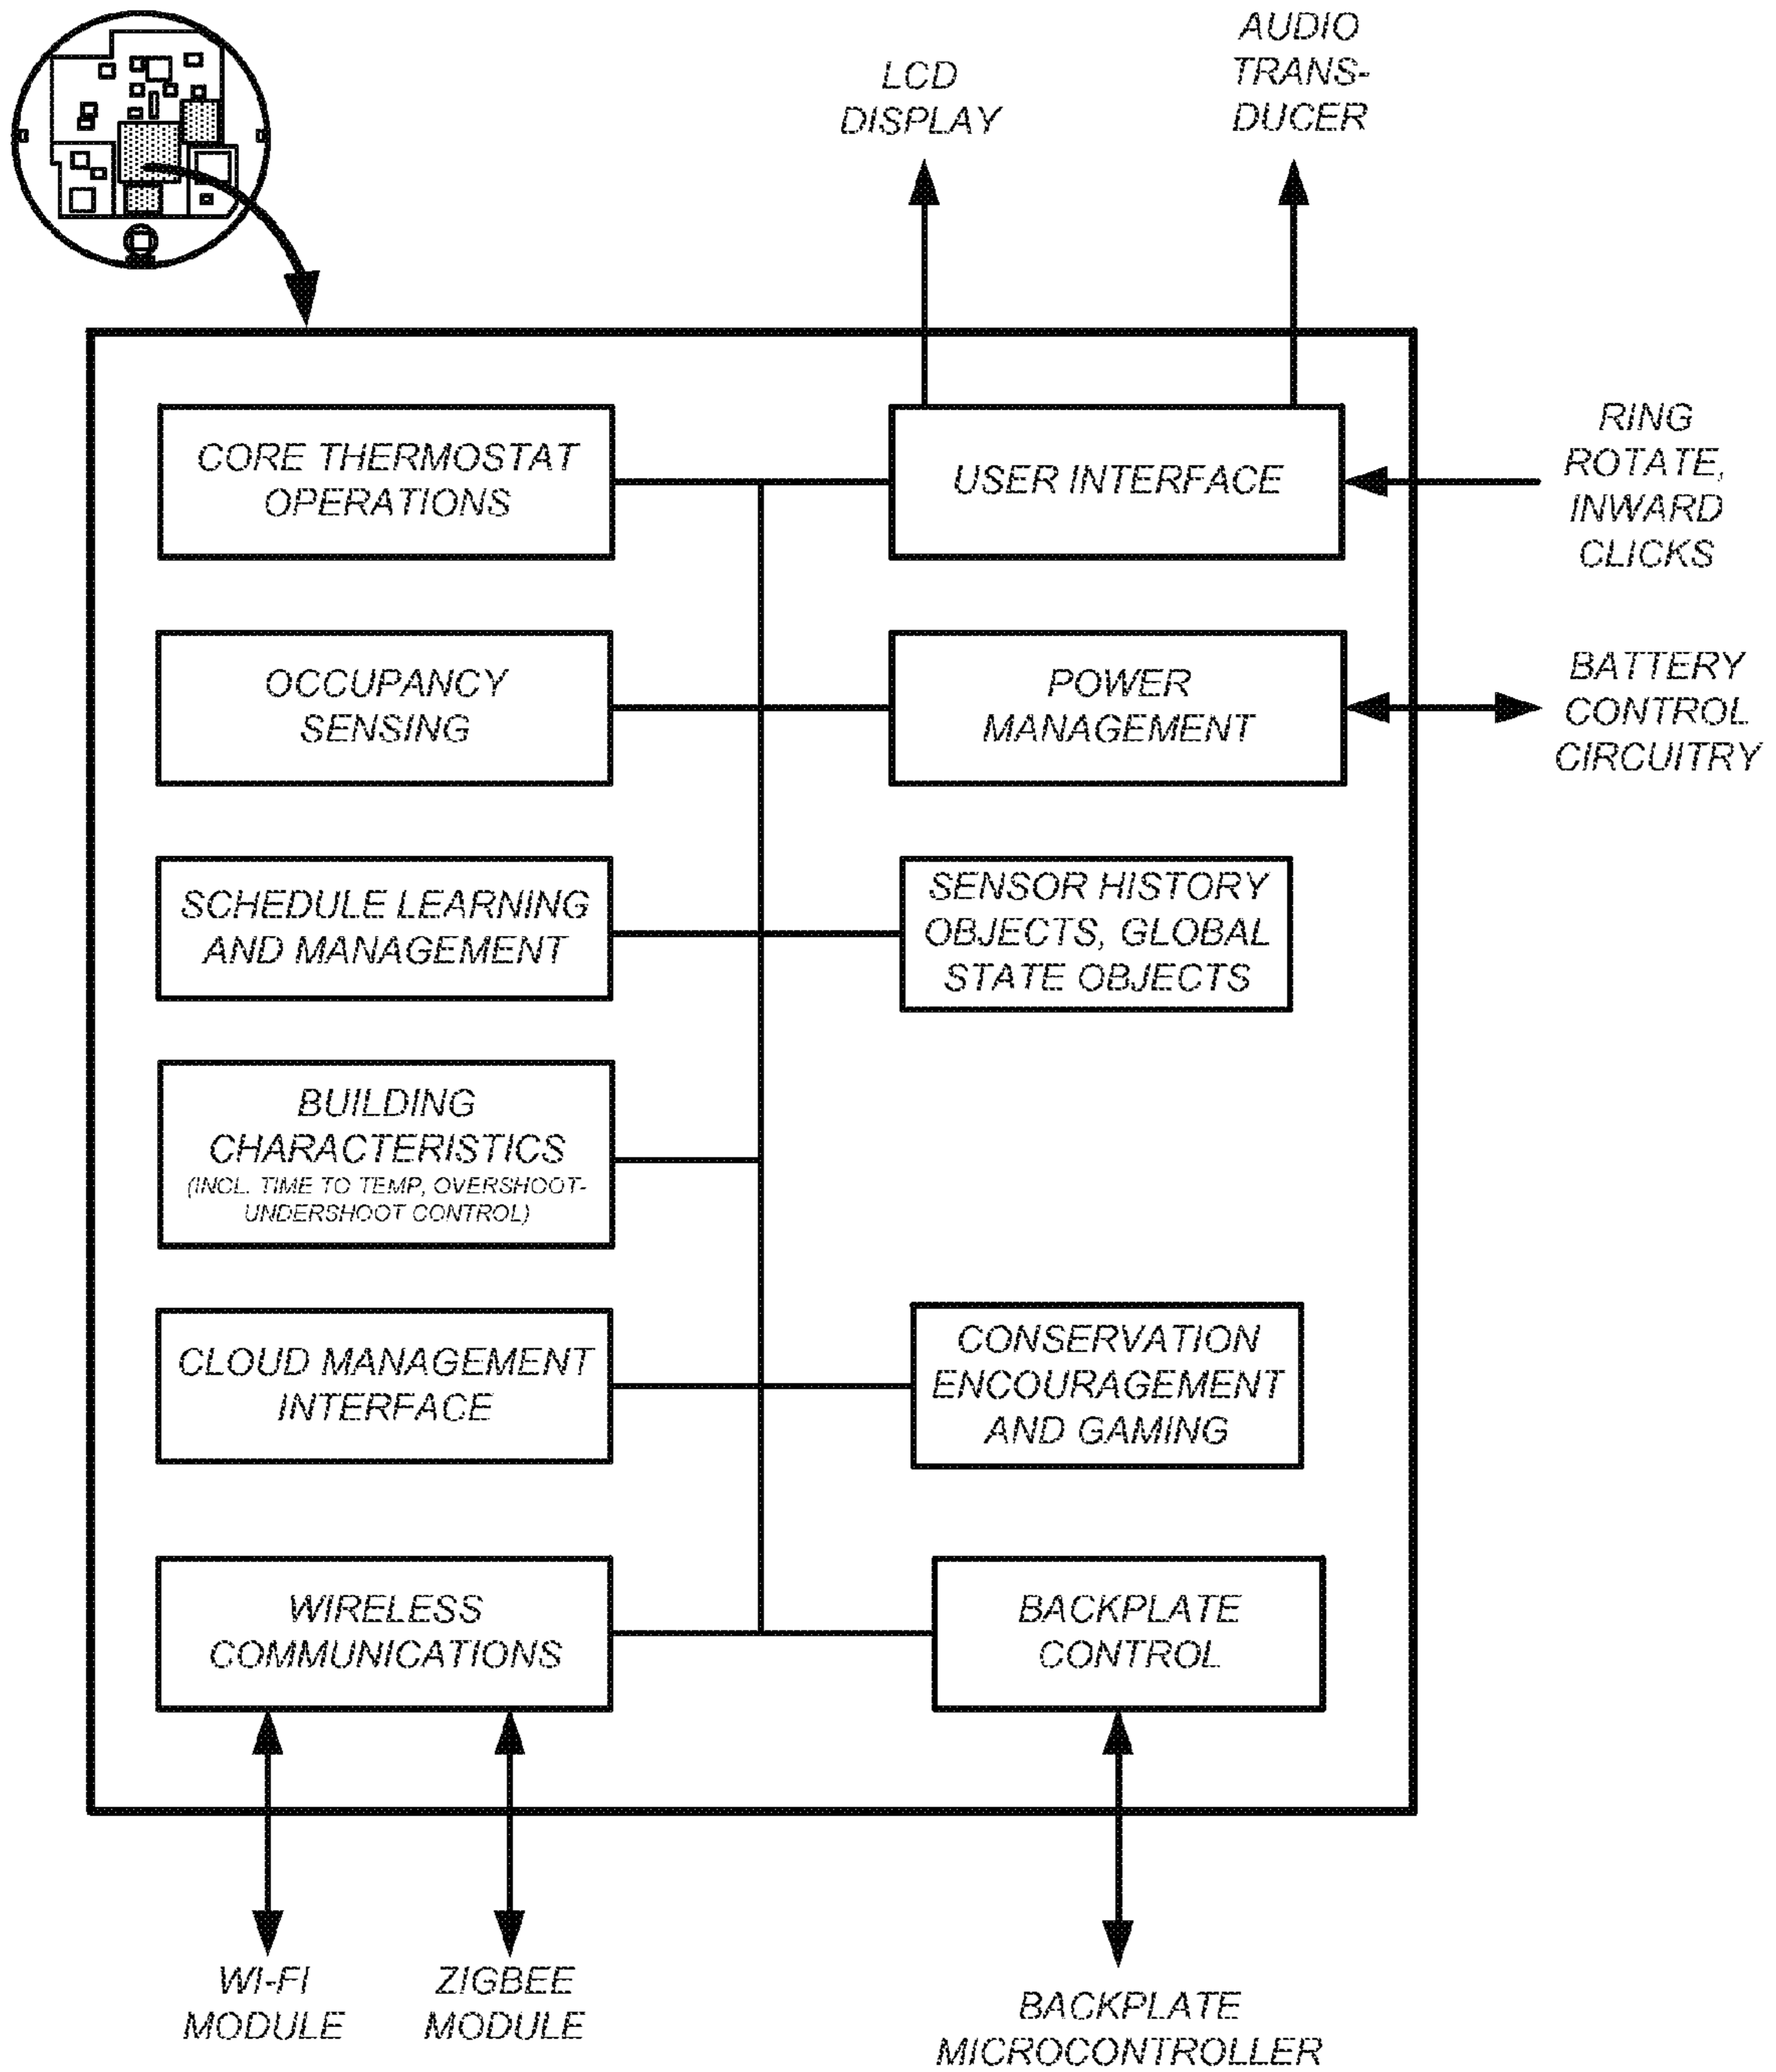 LCD
DISPLAY
AUDIO
TRANS-
DUCER
CORE THERMOSTAT
OPERATIONS
USER INTERFACE
RING
ROTATE,
INWARD
CLICKS
OCCUPANCY
SENSING
POWER
MANAGEMENT
BATTERY
CONTROL
CIRCUITRY
SCHEDULE LEARNING
AND MANAGEMENT
SENSOR HISTORY
OBJECTS, GLOBAL
STATE OBJECTS
BUILDING
CHARACTERISTICS
(INCL. TIME TO TEMP, OVERSHOOT-
UNDERSHOOT CONTROL)
CLOUD MANAGEMENT
INTERFACE
CONSERVATION
ENCOURAGEMENT
AND GAMING
WIRELESS
COMMUNICATIONS
BACKPLATE
CONTROL
WI-FI
MODULE
ZIGBEE
MODULE
BACKPLATE
MICROCONTROLLER